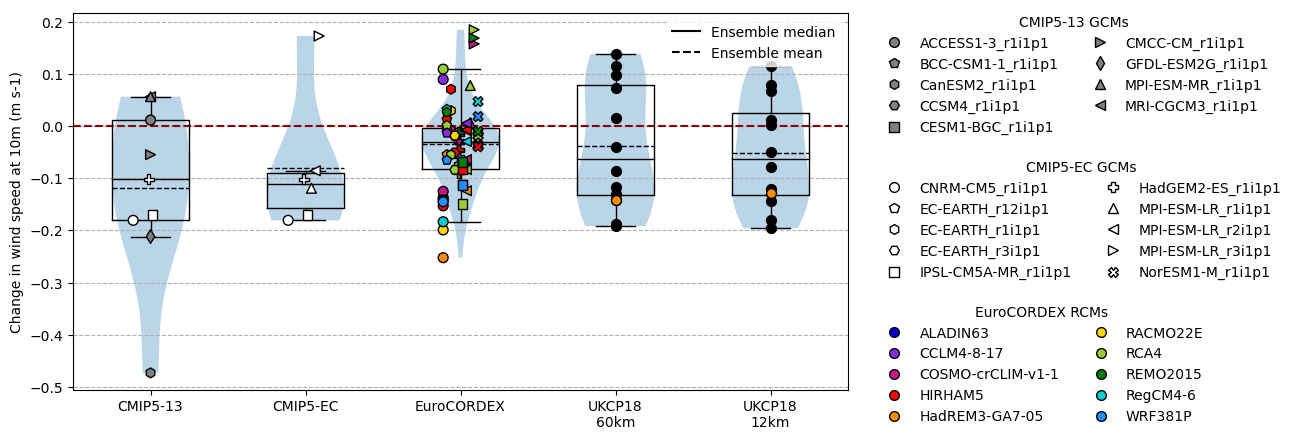 Change in wind speed at 10m (m s-1)
0.2
0.1
0.0
−0.1
−0.2
−0.3
−0.4
−0.5
CMIP5-13
CMIP5-EC
EuroCORDEX
UKCP18
60km
UKCP18
12km
Ensemble median
Ensemble mean
CMIP5-13 GCMs
ACCESS1-3_r1i1p1
BCC-CSM1-1_r1i1p1
CanESM2_r1i1p1
CCSM4_r1i1p1
CESM1-BGC_r1i1p1
CMCC-CM_r1i1p1
GFDL-ESM2G_r1i1p1
MPI-ESM-MR_r1i1p1
MRI-CGCM3_r1i1p1
CMIP5-EC GCMs
CNRM-CM5_r1i1p1
EC-EARTH_r12i1p1
EC-EARTH_r1i1p1
EC-EARTH_r3i1p1
IPSL-CM5A-MR_r1i1p1
HadGEM2-ES_r1i1p1
MPI-ESM-LR_r1i1p1
MPI-ESM-LR_r2i1p1
MPI-ESM-LR_r3i1p1
NorESM1-M_r1i1p1
EuroCORDEX RCMs
ALADIN63
CCLM4-8-17
COSMO-crCLIM-v1-1
HIRHAM5
HadREM3-GA7-05
RACMO22E
RCA4
REMO2015
RegCM4-6
WRF381P